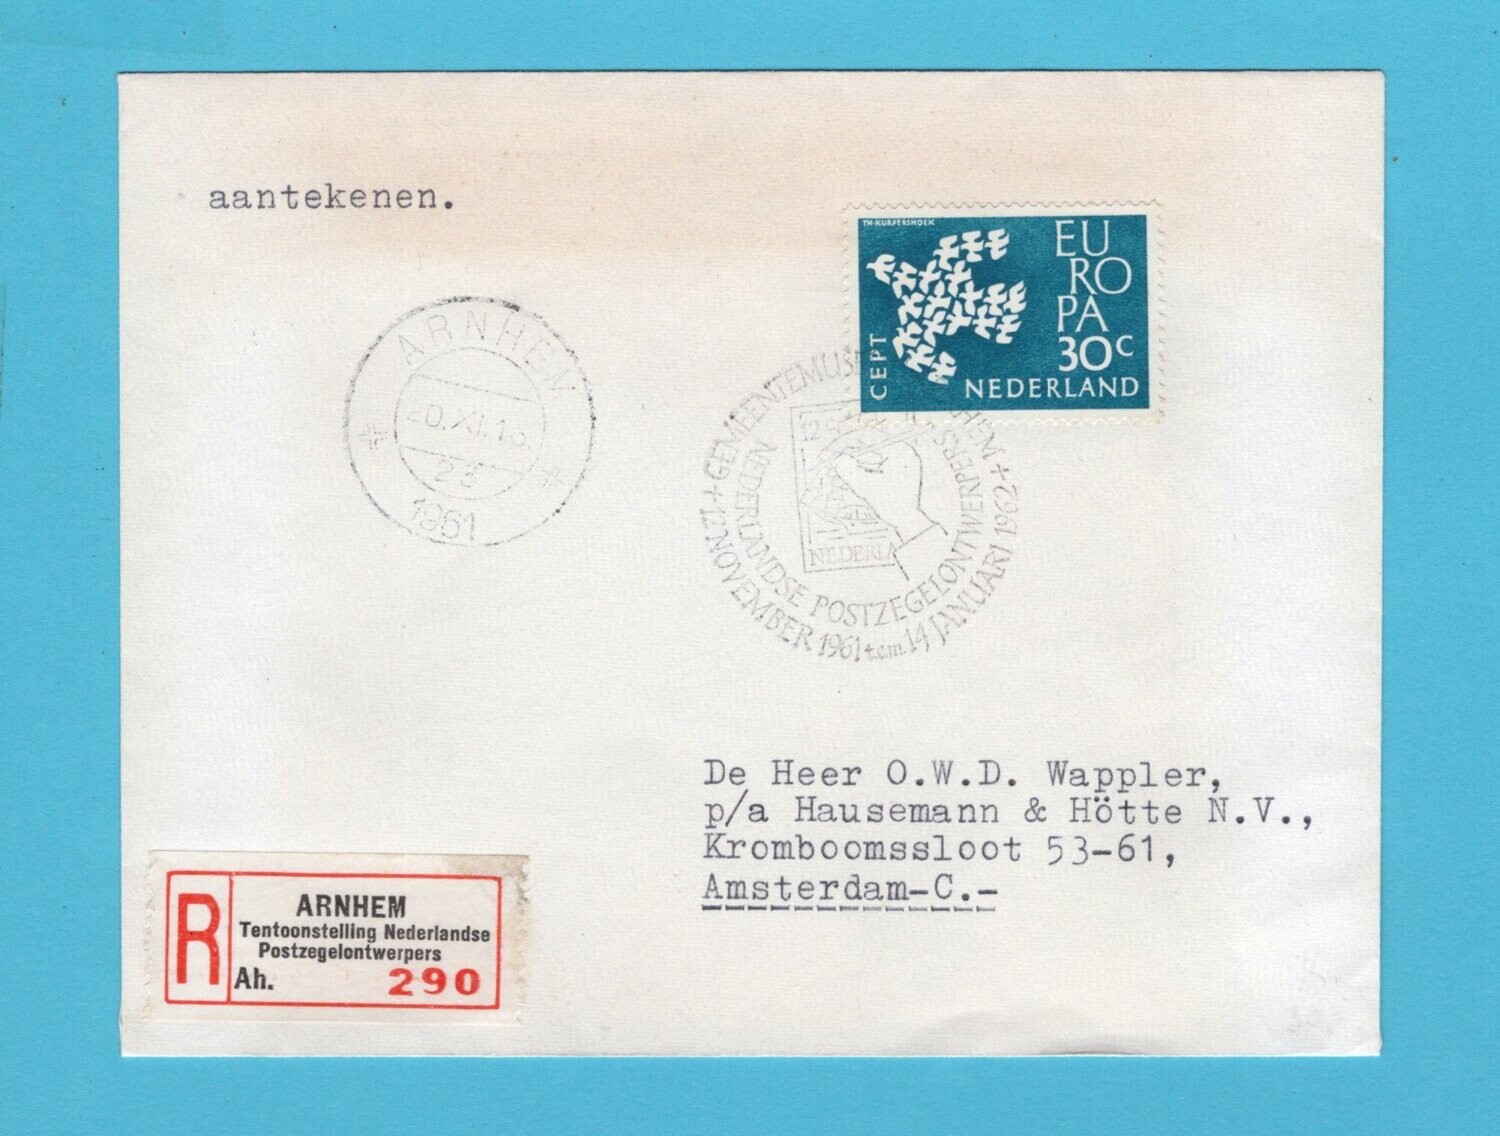 aantekenen.
TH·KURPERSHOEK
EU
RO
PA
30C
CEPT
NEDERLAND
ARNHEM
1961
12 NOVEMBER 1961 t.e.m. 14 JANUARI 1962 +
NEDERLANDSE POSTZEGELONTWERPERS
NEDERLA
De Heer O.W.D. Wappler,
p/a Hausemann & Hötte N.V.,
Kromboomssloot 53-61,
Amsterdam-C.-
R
ARNHEM
Tentoonstelling Nederlandse
Postzegelontwerpers
Ah. 290